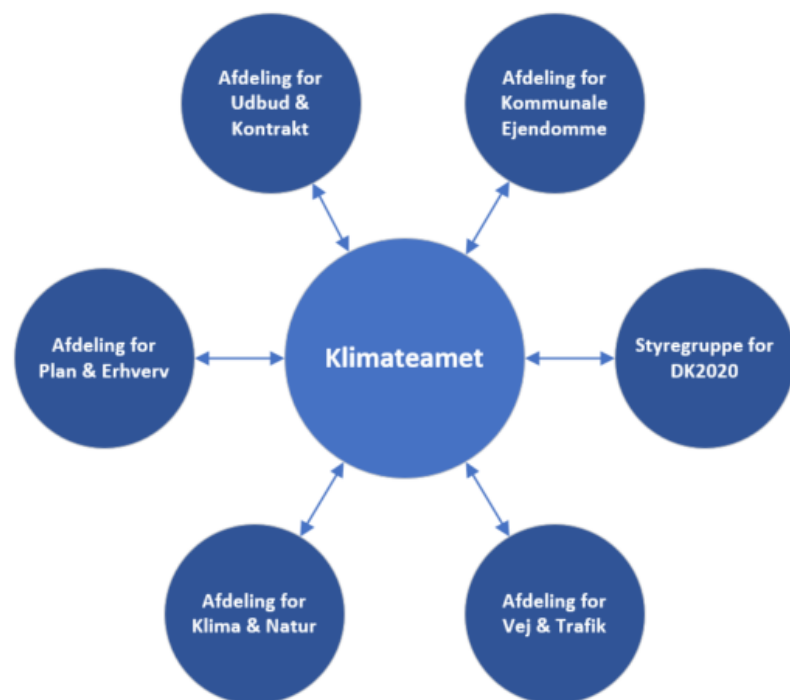 Afdeling for
Udbud &
Kontrakt
Afdeling for
Kommunale
Ejendomme
Afdeling for
Plan & Erhverv
Klimateamet
Styregruppe for
DK2020
Afdeling for
Klima & Natur
Afdeling for
Vej & Trafik